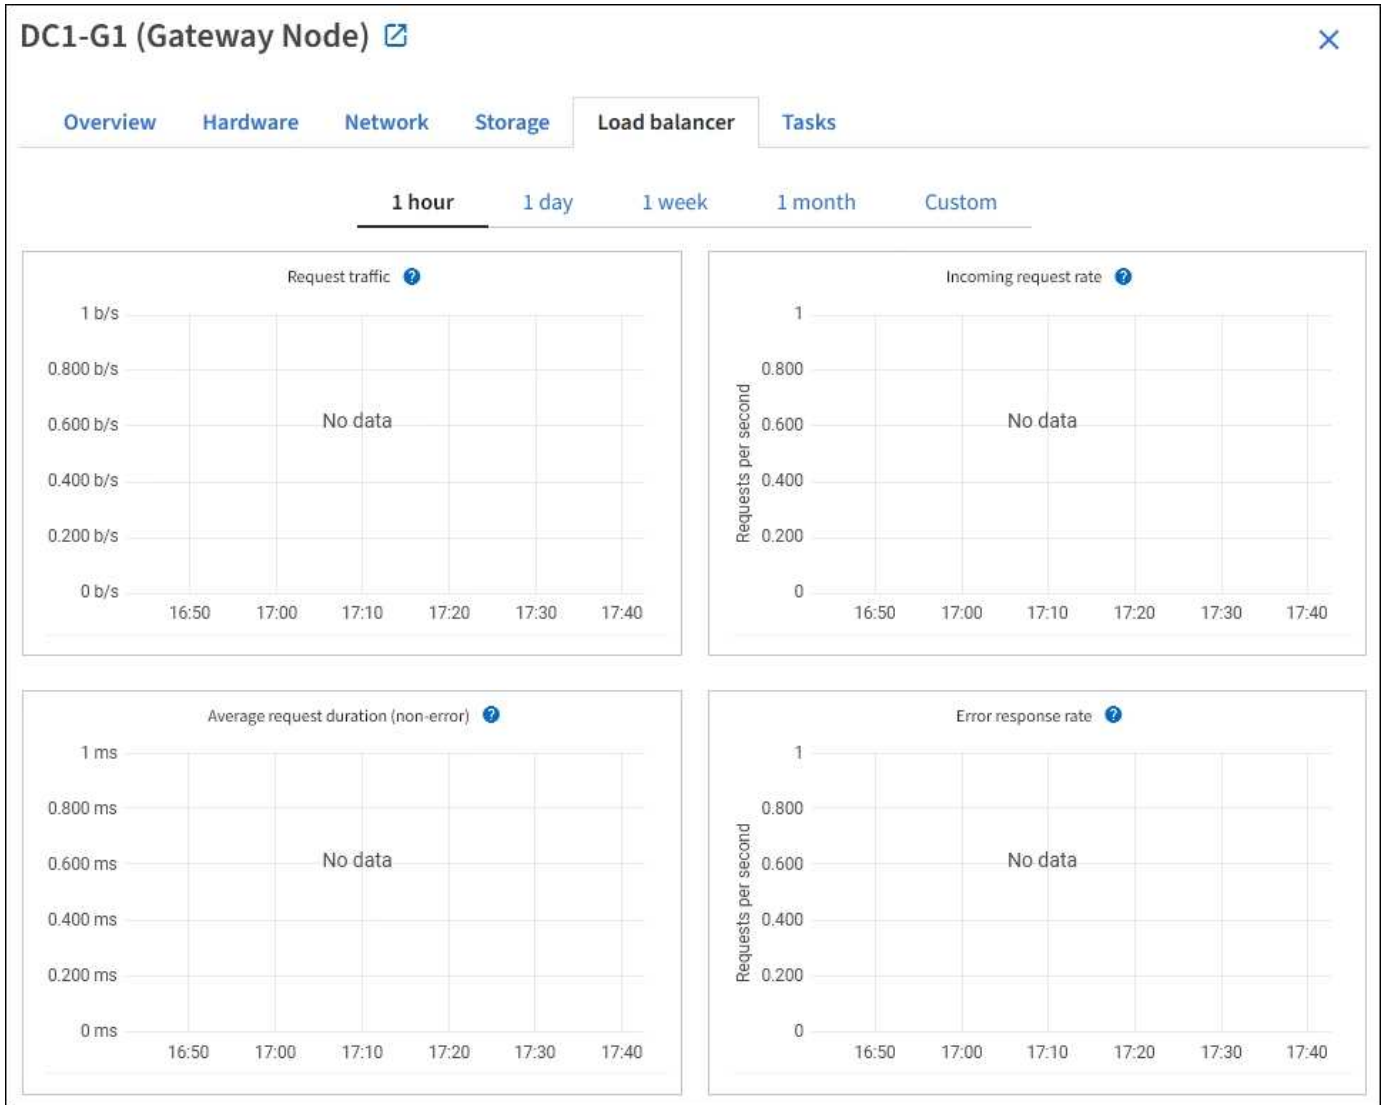 DC1-G1 (Gateway Node)
Overview Hardware Network Storage Load balancer Tasks
1 hour 1 day 1 week 1 month Custom
Request traffic
1 b/s
0.800 b/s
0.600 b/s
0.400 b/s
0.200 b/s
0 b/s
No data
16:50 17:00 17:10 17:20 17:30 17:40
Incoming request rate
Requests per second
1
0.800
0.600
0.400
0.200
0
No data
16:50 17:00 17:10 17:20 17:30 17:40
Average request duration (non-error)
1 ms
0.800 ms
0.600 ms
0.400 ms
0.200 ms
0 ms
No data
16:50 17:00 17:10 17:20 17:30 17:40
Error response rate
Requests per second
1
0.800
0.600
0.400
0.200
0
No data
16:50 17:00 17:10 17:20 17:30 17:40